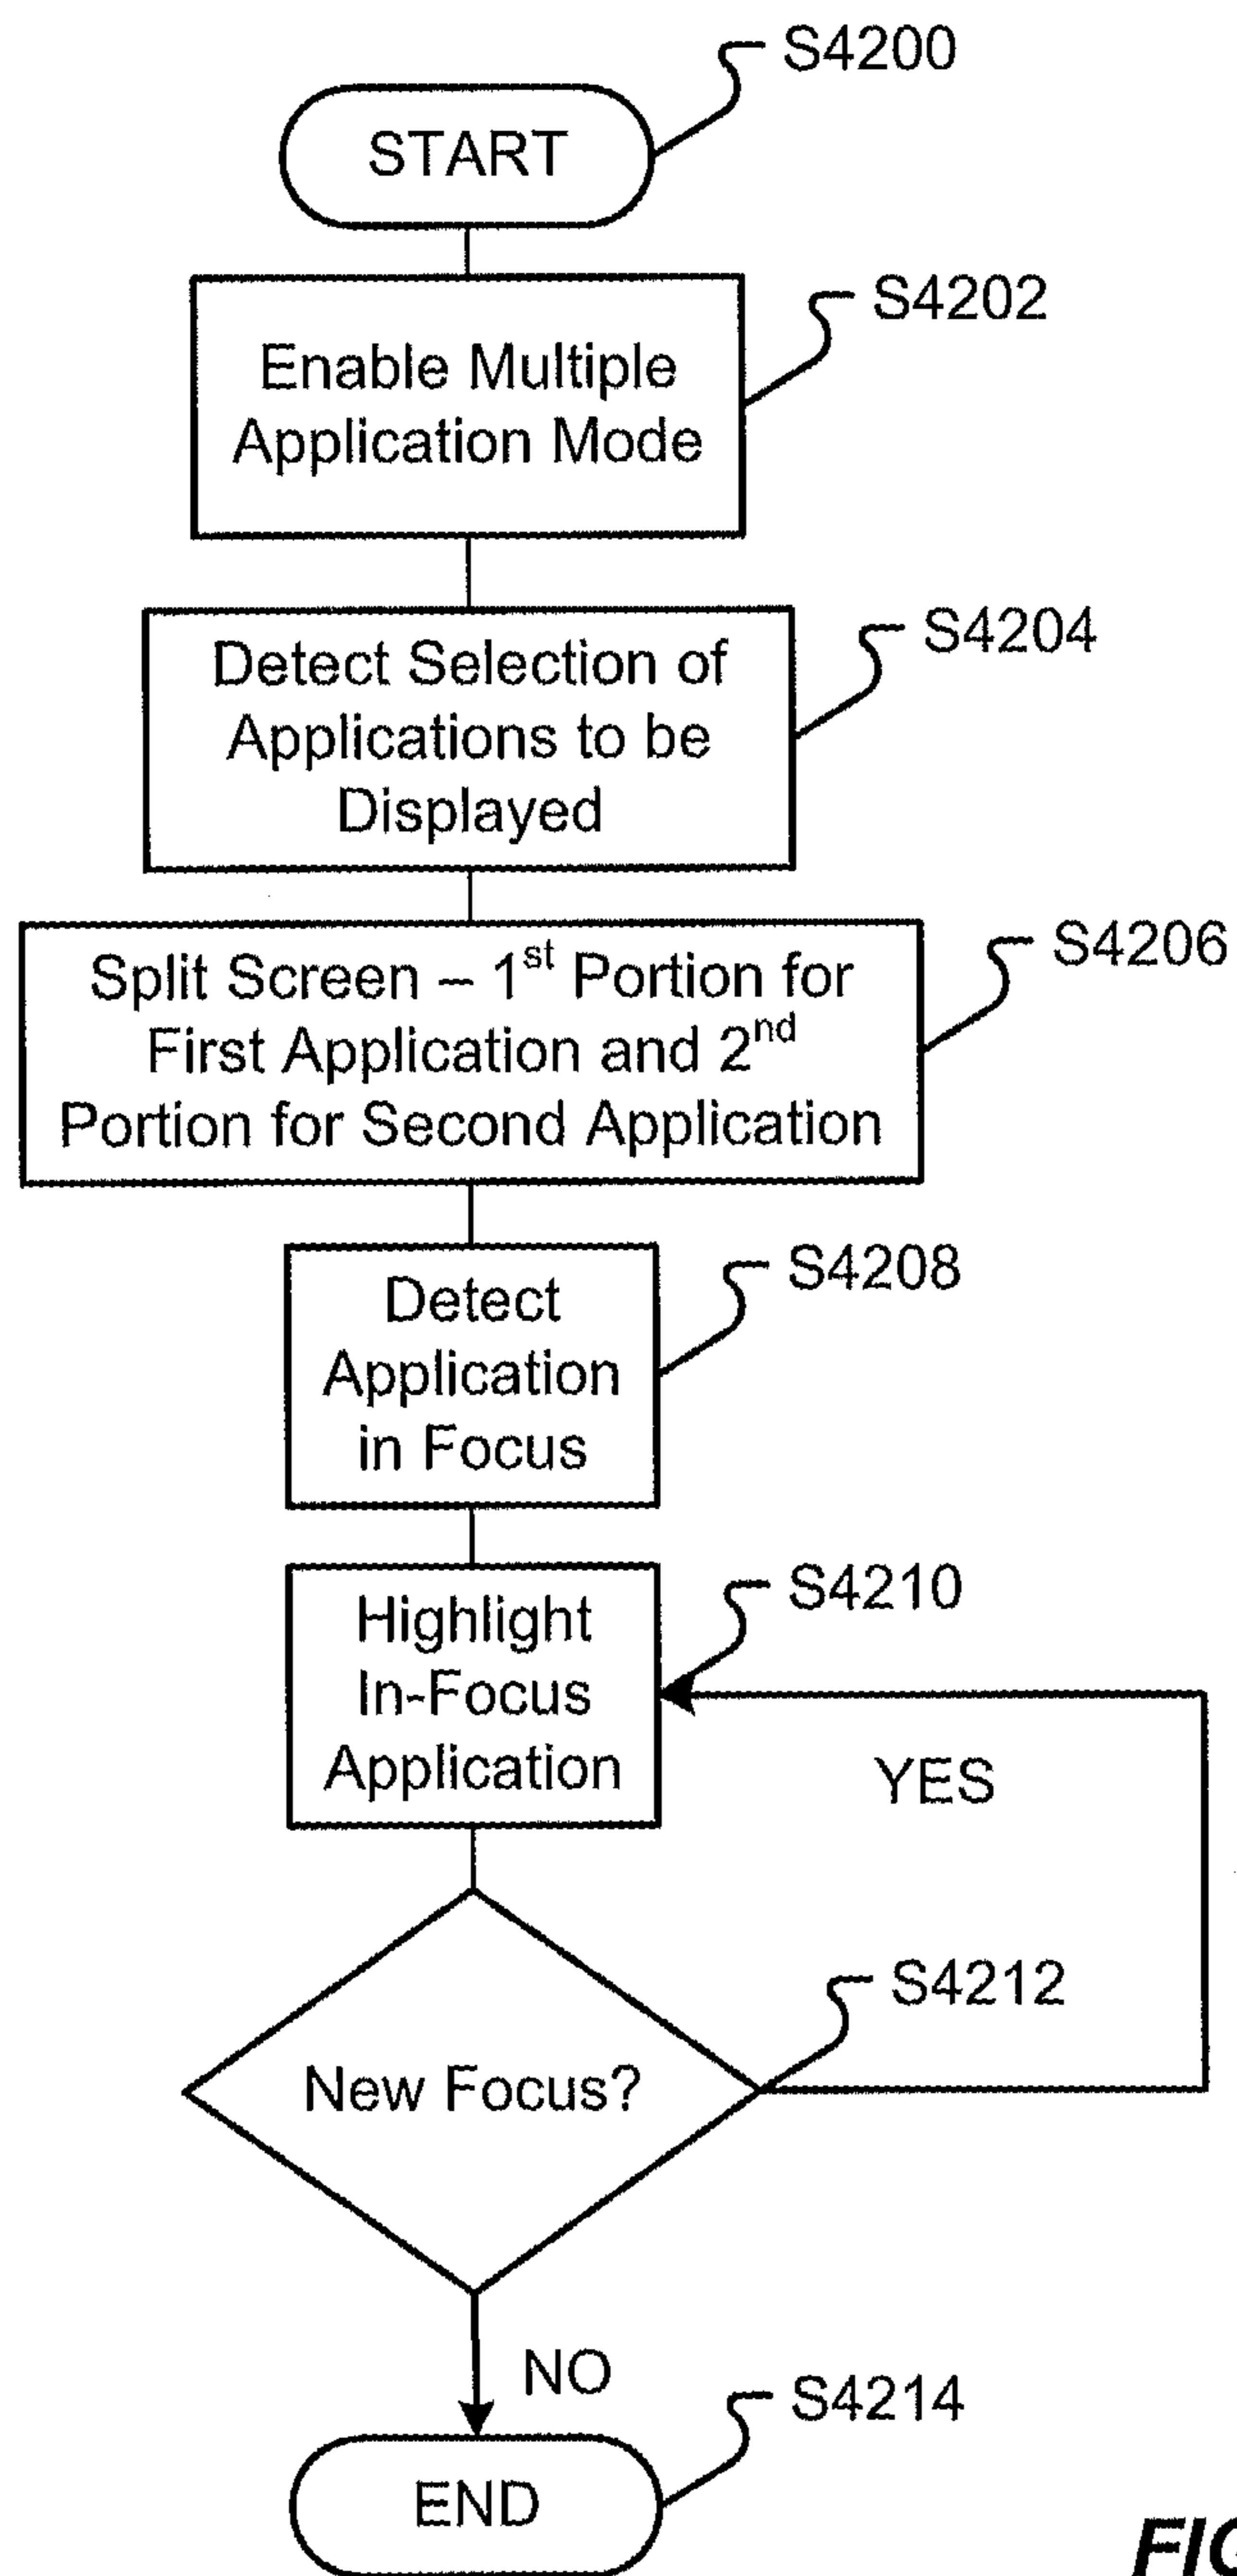 S4200
START
S4202
Enable Multiple
Application Mode
S4204
Detect Selection of
Applications to be
Displayed
S4206
Split Screen – 1st Portion for
First Application and 2nd
Portion for Second Application
S4208
Detect
Application
in Focus
S4210
Highlight
In-Focus
Application
YES
S4212
New Focus?
NO
S4214
END